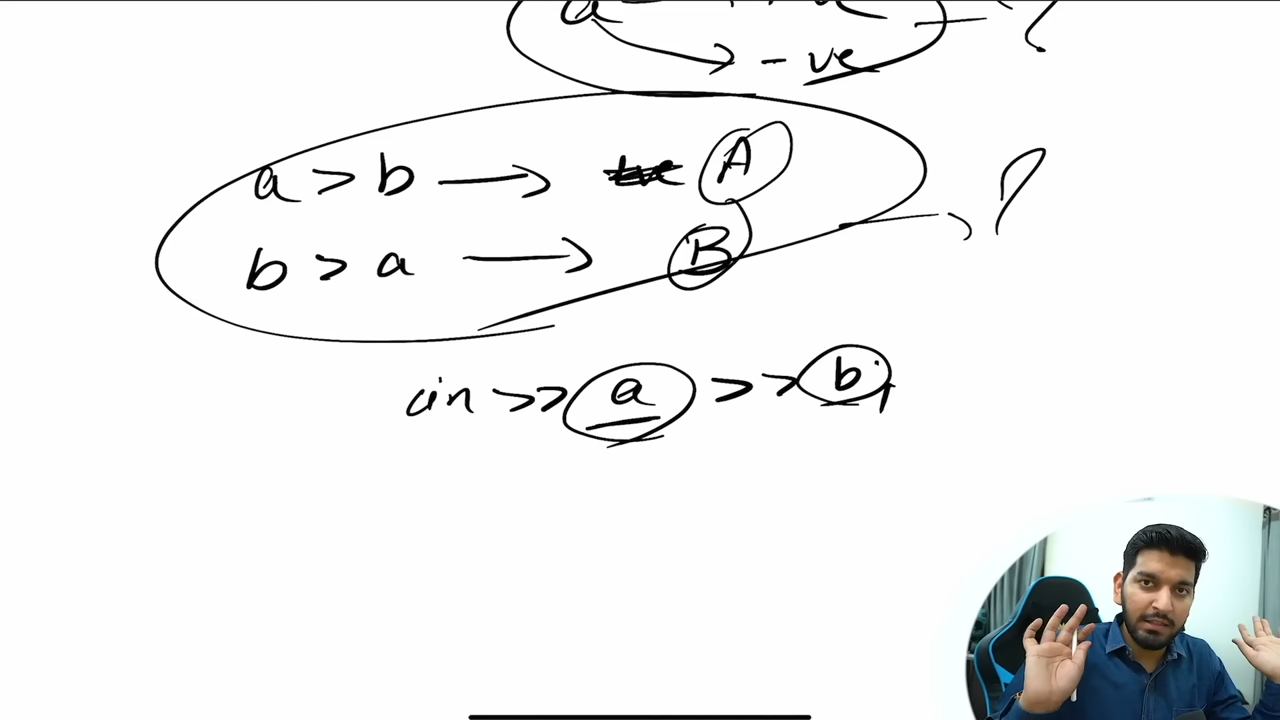 → -ve
a > b → A
b > a → B
cin >> a >> b;